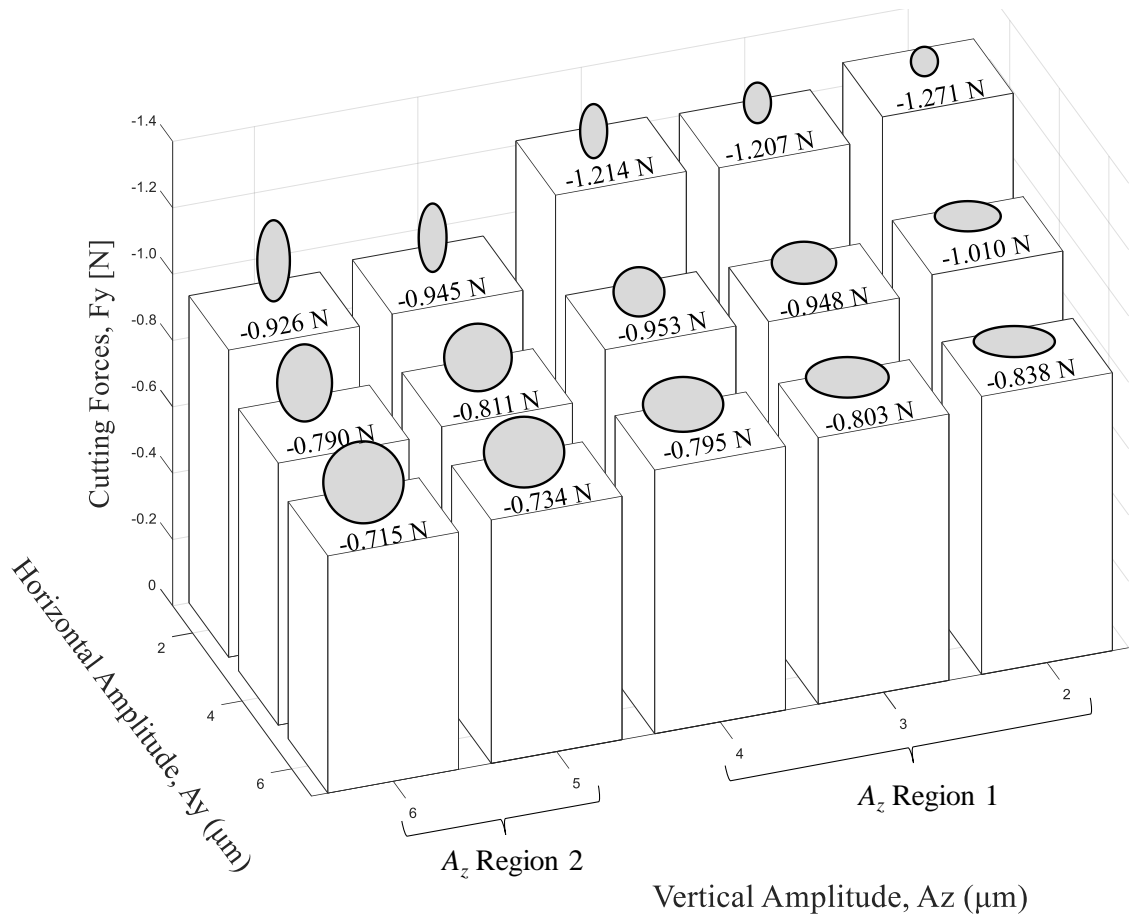 -1.4
-1.2
-1.0
-0.8
-0.6
-0.4
-0.2
0
Cutting Forces, Fy [N]
-1.271 N
-1.207 N
-1.214 N
-0.945 N
-0.926 N
-1.010 N
-0.948 N
-0.953 N
-0.811 N
-0.790 N
-0.838 N
-0.803 N
-0.795 N
-0.734 N
-0.715 N
2
4
6
Horizontal Amplitude, Ay (μm)
2
3
4
5
6
Az Region 1
Az Region 2
Vertical Amplitude, Az (μm)